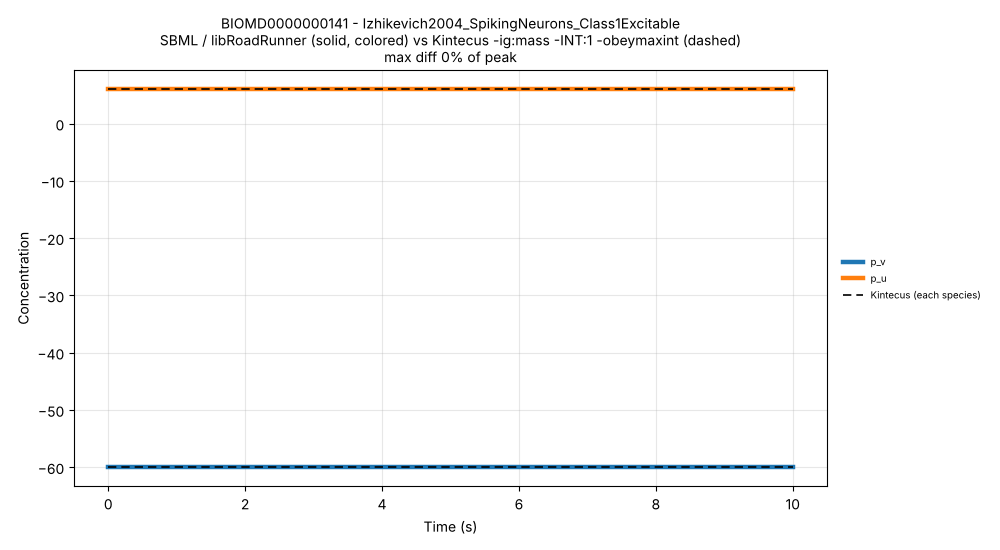 BIOMD0000000141 - Izhikevich2004_SpikingNeurons_Class1Excitable
SBML / libRoadRunner (solid, colored) vs Kintecus -ig:mass -INT:1 -obeymaxint (dashed)
max diff 0% of peak
Concentration
0
−10
−20
−30
−40
−50
−60
0
2
4
6
8
10
Time (s)
p_v
p_u
Kintecus (each species)